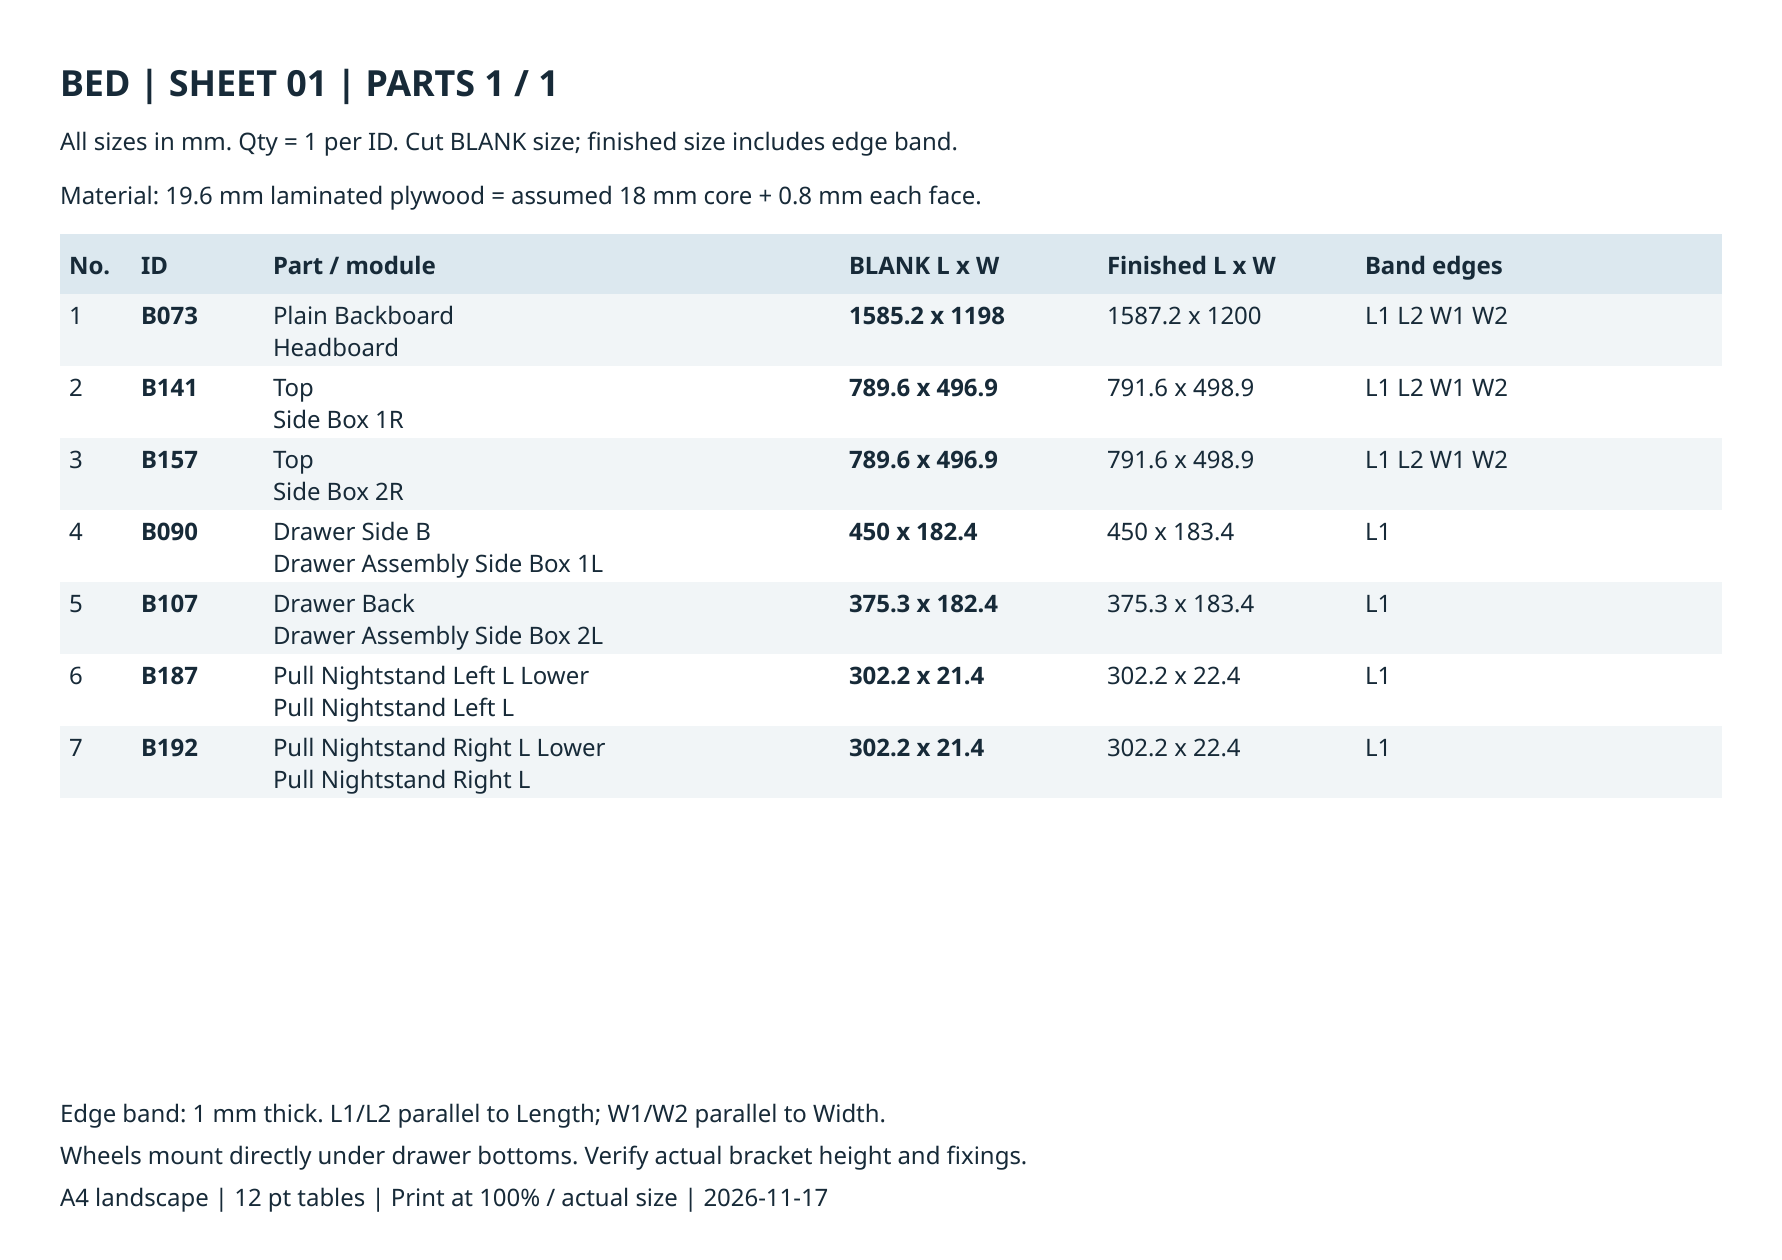 BED | SHEET 01 | PARTS 1 / 1
All sizes in mm. Qty = 1 per ID. Cut BLANK size; finished size includes edge band.
Material: 19.6 mm laminated plywood = assumed 18 mm core + 0.8 mm each face.
No. ID Part / module BLANK L x W Finished L x W Band edges
1 B073 Plain Backboard 1585.2 x 1198 1587.2 x 1200 L1 L2 W1 W2
Headboard
2 B141 Top 789.6 x 496.9 791.6 x 498.9 L1 L2 W1 W2
Side Box 1R
3 B157 Top 789.6 x 496.9 791.6 x 498.9 L1 L2 W1 W2
Side Box 2R
4 B090 Drawer Side B 450 x 182.4 450 x 183.4 L1
Drawer Assembly Side Box 1L
5 B107 Drawer Back 375.3 x 182.4 375.3 x 183.4 L1
Drawer Assembly Side Box 2L
6 B187 Pull Nightstand Left L Lower 302.2 x 21.4 302.2 x 22.4 L1
Pull Nightstand Left L
7 B192 Pull Nightstand Right L Lower 302.2 x 21.4 302.2 x 22.4 L1
Pull Nightstand Right L
Edge band: 1 mm thick. L1/L2 parallel to Length; W1/W2 parallel to Width.
Wheels mount directly under drawer bottoms. Verify actual bracket height and fixings.
A4 landscape | 12 pt tables | Print at 100% / actual size | 2026-11-17